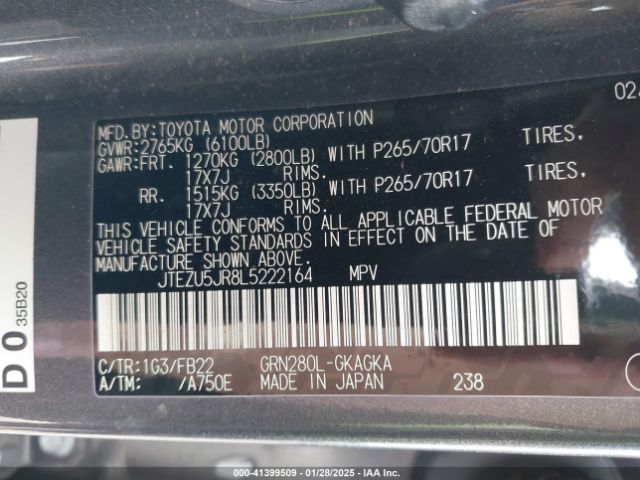 02/
MFD.BY:TOYOTA MOTOR CORPORATION
GVWR:2765KG (6100LB)
GAWR:FRT. 1270KG (2800LB) WITH P265/70R17 TIRES,
17X7J RIMS.
RR. 1515KG (3350LB) WITH P265/70R17 TIRES,
17X7J RIMS.
THIS VEHICLE CONFORMS TO ALL APPLICABLE FEDERAL MOTOR
VEHICLE SAFETY STANDARDS IN EFFECT ON THE DATE OF
MANUFACTURE SHOWN ABOVE.
JTEZU5JR8L5222164 MPV
C/TR:1G3/FB22 GRN280L-GKAGKA
A/TM: /A750E MADE IN JAPAN 238
D 0
35B20
000-41399509 | 01/28/2025 - IAA Inc.